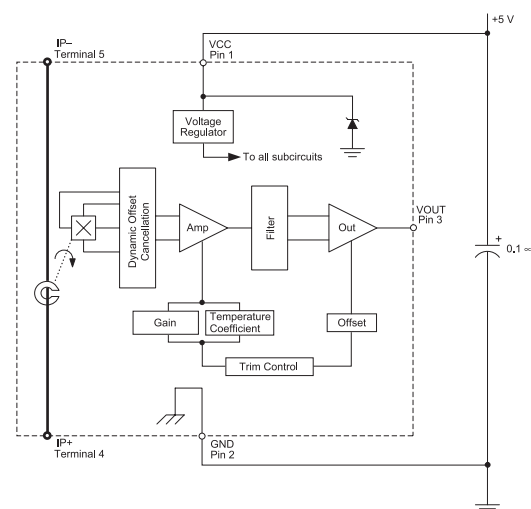 +5 V
IP–
Terminal 5
VCC
Pin 1
Voltage
Regulator
To all subcircuits
Dynamic Offset
Cancellation
Amp
Filter
Out
VOUT
Pin 3
+
0.1 ∝
Gain
Temperature
Coefficient
Offset
Trim Control
IP+
Terminal 4
GND
Pin 2